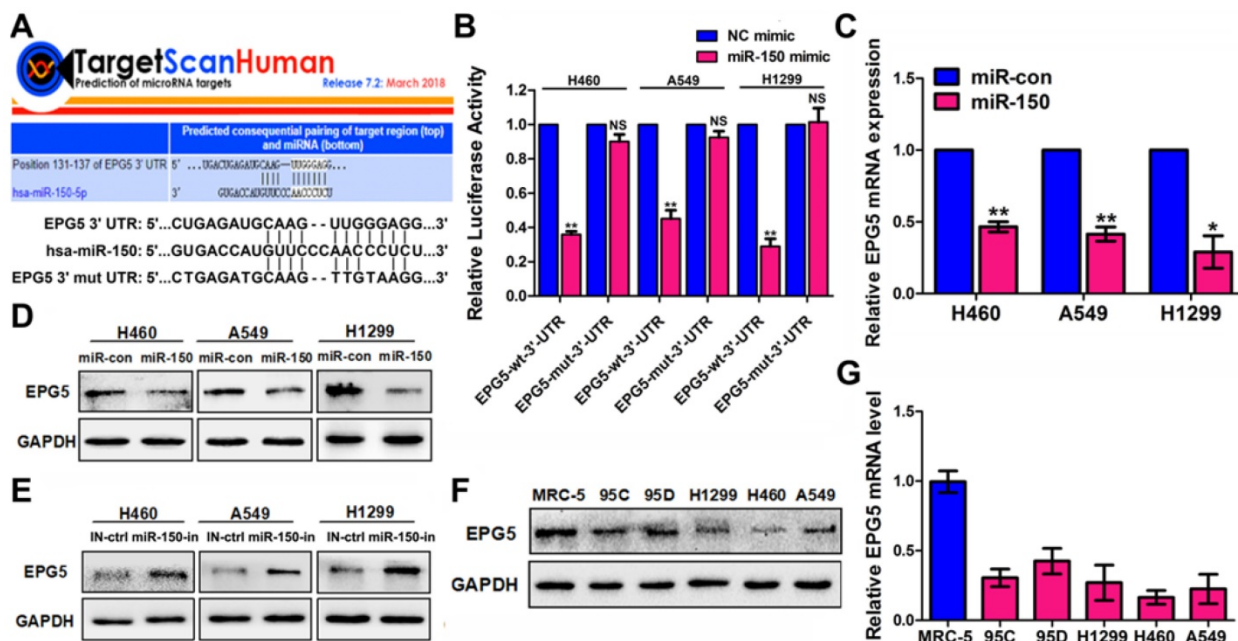 A
TargetScanHuman
Prediction of microRNA targets
Release 7.2: March 2018
Predicted consequential pairing of target region (top)
and miRNA (bottom)
Position 131-137 of EPG5 3' UTR 5' ...UGACUGAGAUGCAAG--UUGGGAGG...
hsa-miR-150-5p 3' GUGACCAUGUUCCCAACCCUCU
EPG5 3' UTR: 5'...CUGAGAUGCAAG--UUGGGAGG...3'
hsa-miR-150: 5'...GUGACCAUGUUCCCAACCCUCU...3'
EPG5 3' mut UTR: 5'...CTGAGATGCAAG--TTGTAAGG...3'
B
NC mimic
miR-150 mimic
H460 A549 H1299
Relative Luciferase Activity
1.2
1.0
0.8
0.6
0.4
0.2
0.0
** NS ** NS ** NS
EPG5-wt-3'-UTR
EPG5-mut-3'-UTR
EPG5-wt-3'-UTR
EPG5-mut-3'-UTR
EPG5-wt-3'-UTR
EPG5-mut-3'-UTR
C
miR-con
miR-150
Relative EPG5 mRNA expression
1.5
1.0
0.5
0.0
** ** *
H460 A549 H1299
D
H460 A549 H1299
miR-con miR-150 miR-con miR-150 miR-con miR-150
EPG5
GAPDH
E
H460 A549 H1299
IN-ctrl miR-150-in IN-ctrl miR-150-in IN-ctrl miR-150-in
EPG5
GAPDH
F
MRC-5 95C 95D H1299 H460 A549
EPG5
GAPDH
G
Relative EPG5 mRNA level
1.5
1.0
0.5
0.0
MRC-5 95C 95D H1299 H460 A549